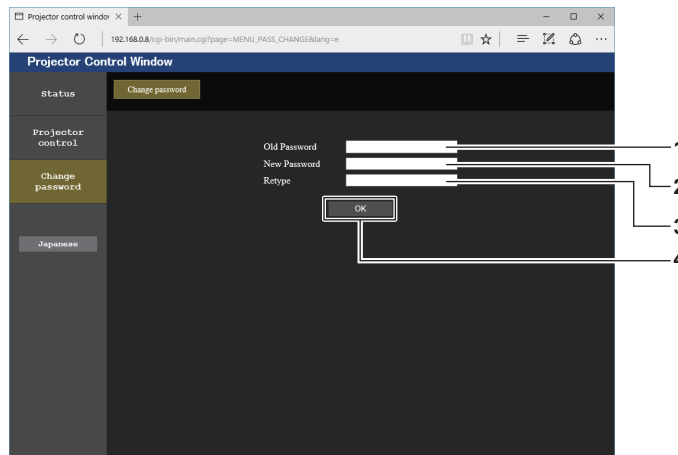 Projector control windov
192.168.0.8/cgi-bin/main.cgi?page=MENU_PASS_CHANGE&lang=e
Projector Control Window
Status
Change password
Projector
control
Change
password
Japanese
Old Password
New Password
Retype
OK
1
2
3
4